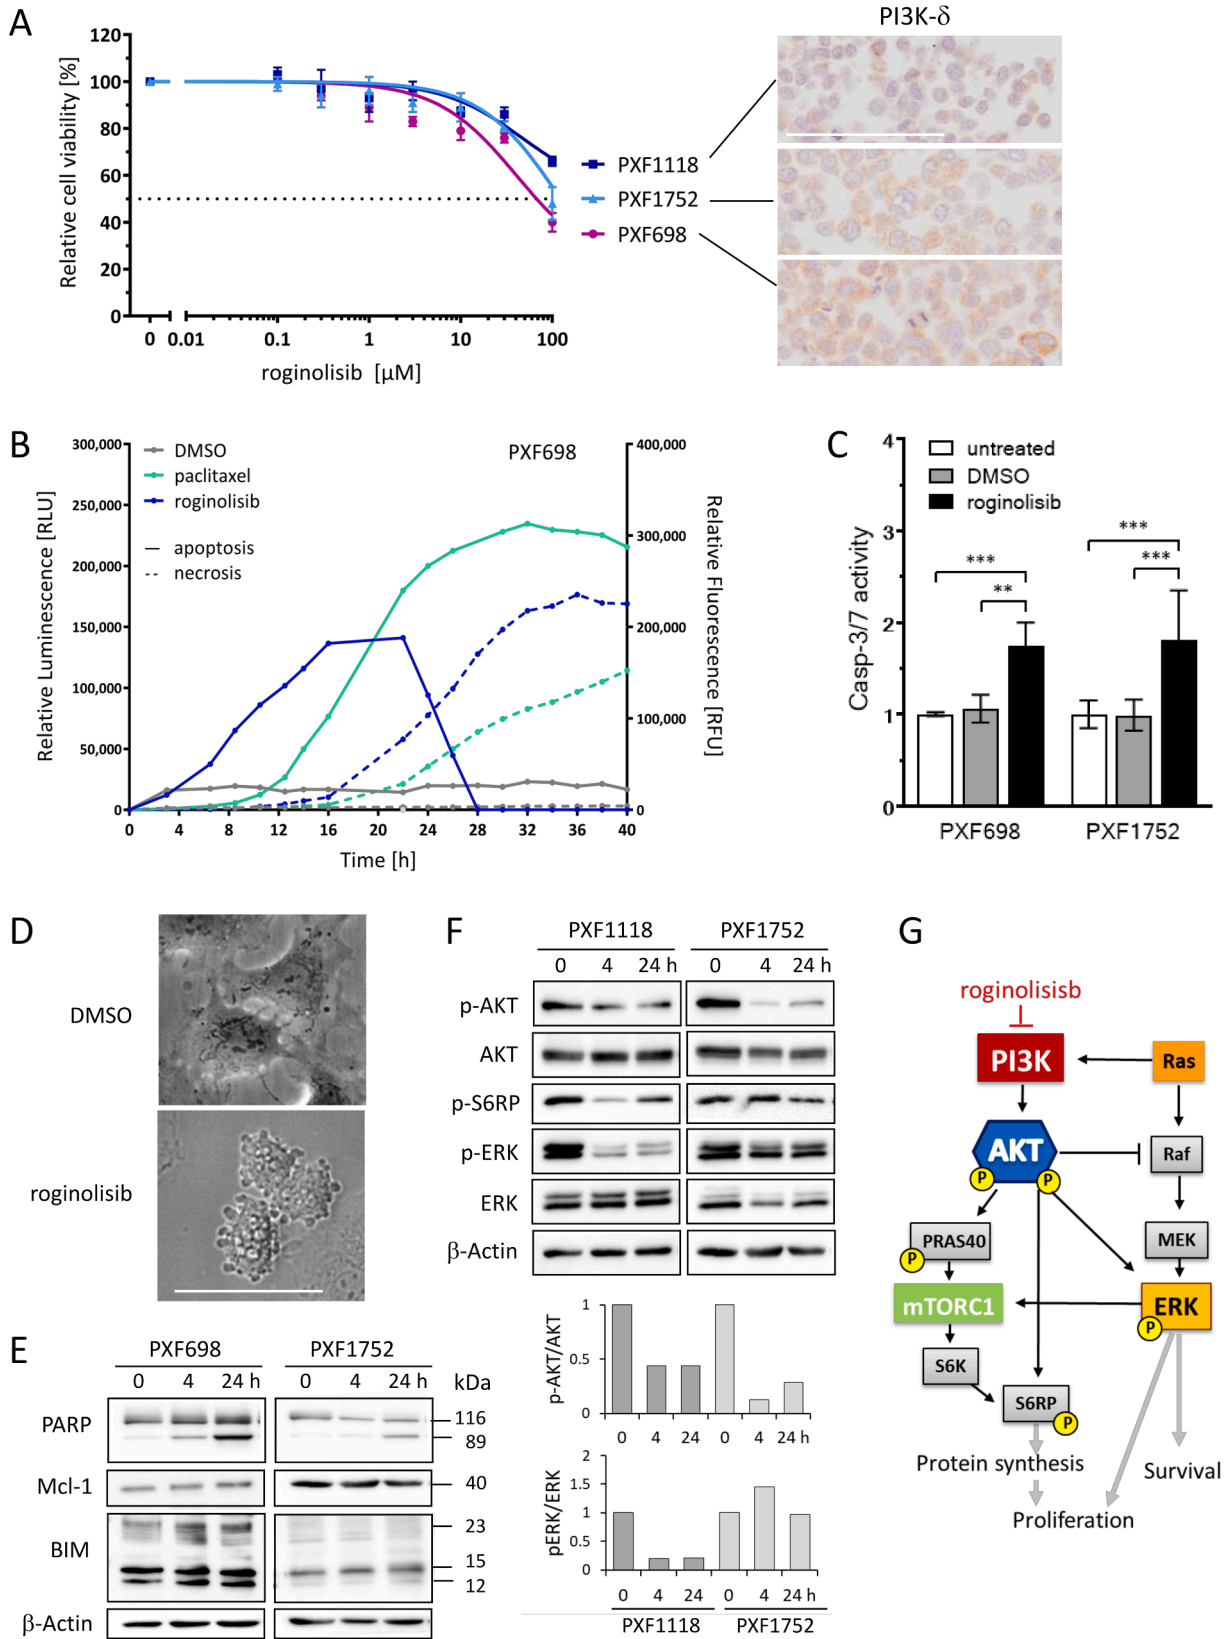 A
PI3K-δ
120
100
80
60
40
20
0
Relative cell viability [%]
0 0.01 0.1 1 10 100
roginolisib [µM]
PXF1118
PXF1752
PXF698
B
300,000
250,000
200,000
150,000
100,000
50,000
0
Relative Luminescence [RLU]
DMSO
paclitaxel
roginolisib
apoptosis
necrosis
PXF698
400,000
300,000
200,000
100,000
0
Relative Fluorescence [RFU]
0 4 8 12 16 20 24 28 32 36 40
Time [h]
C
4
3
2
1
0
Casp-3/7 activity
untreated
DMSO
roginolisib
*** ** *** ***
PXF698 PXF1752
D
DMSO
roginolisib
E
PXF698 PXF1752
0 4 24 h 0 4 24 h kDa
PARP 116
89
Mcl-1 40
BIM 23
15
12
β-Actin
F
PXF1118 PXF1752
0 4 24 h 0 4 24 h
p-AKT
AKT
p-S6RP
p-ERK
ERK
β-Actin
p-AKT/AKT
1
0.5
0
0 4 24 0 4 24 h
pERK/ERK
2
1.5
1
0.5
0
0 4 24 0 4 24 h
PXF1118 PXF1752
G
roginolisisb
PI3K Ras
AKT Raf
P P
PRAS40 MEK
P
mTORC1 ERK
P
S6K
S6RP
P
Protein synthesis Survival
Proliferation